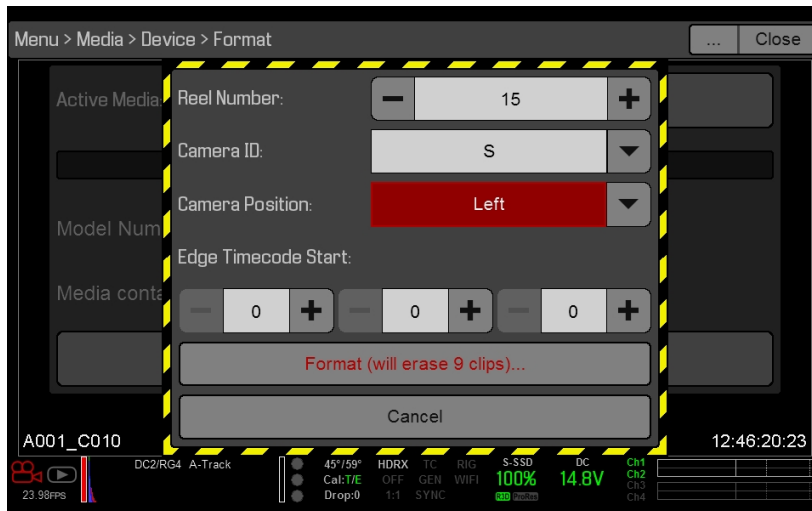 Menu > Media > Device > Format
... Close
Active Media:
Reel Number: 15
Camera ID: S
Camera Position: Left
Model Num
Edge Timecode Start:
Media conta
0 0 0
Format (will erase 9 clips)...
Cancel
A001_C010 12:46:20:23
DC2/RG4 A-Track 45°/59° HDRX TC RIG S-SSD DC Ch1
Cal:T/E OFF GEN WIFI 100% 14.8V Ch2
Ch3
23.98FPS Drop:0 1:1 SYNC R3D ProRes Ch4